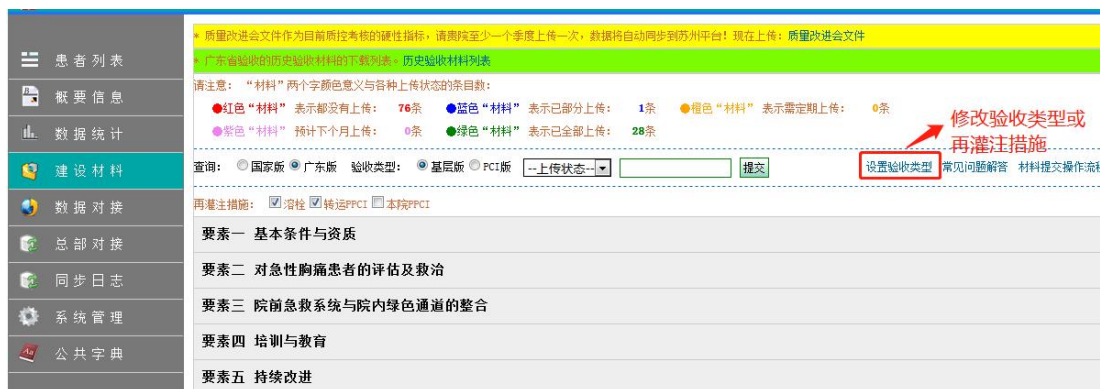 * 质量改进会文件作为目前质控考核的硬性指标，请贵院至少一个季度上传一次，数据将自动同步到苏州平台！现在上传：质量改进会文件
* 广东省验收的历史验收材料的下载列表。历史验收材料列表
请注意： “材料”两个字颜色意义与各种上传状态的条目数：
●红色“材料” 表示都没有上传： 76条 ●蓝色“材料” 表示已部分上传： 1条 ●橙色“材料” 表示需定期上传： 0条
●紫色“材料” 预计下个月上传： 0条 ●绿色“材料” 表示已全部上传： 28条
修改验收类型或
再灌注措施
查询： 国家版 广东版 验收类型： 基层版 PCI版 --上传状态-- 提交 设置验收类型 常见问题解答 材料提交操作流程
再灌注措施： 溶栓 转运PPCI 本院PPCI
要素一 基本条件与资质
要素二 对急性胸痛患者的评估及救治
要素三 院前急救系统与院内绿色通道的整合
要素四 培训与教育
要素五 持续改进
患者列表
概要信息
数据统计
建设材料
数据对接
总部对接
同步日志
系统管理
公共字典